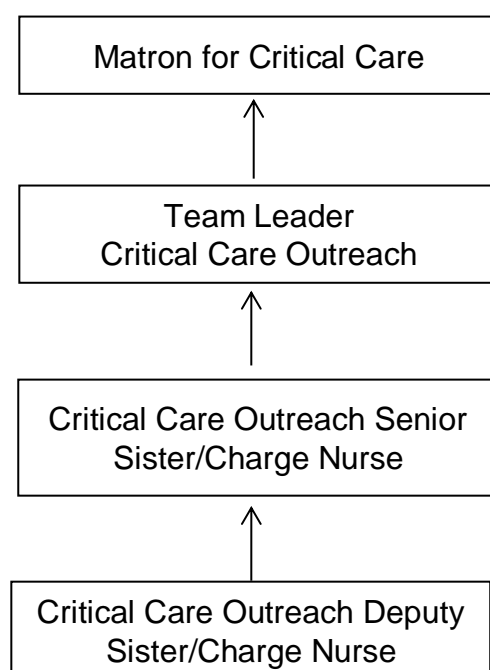 Matron for Critical Care
Team Leader
Critical Care Outreach
Critical Care Outreach Senior
Sister/Charge Nurse
Critical Care Outreach Deputy
Sister/Charge Nurse